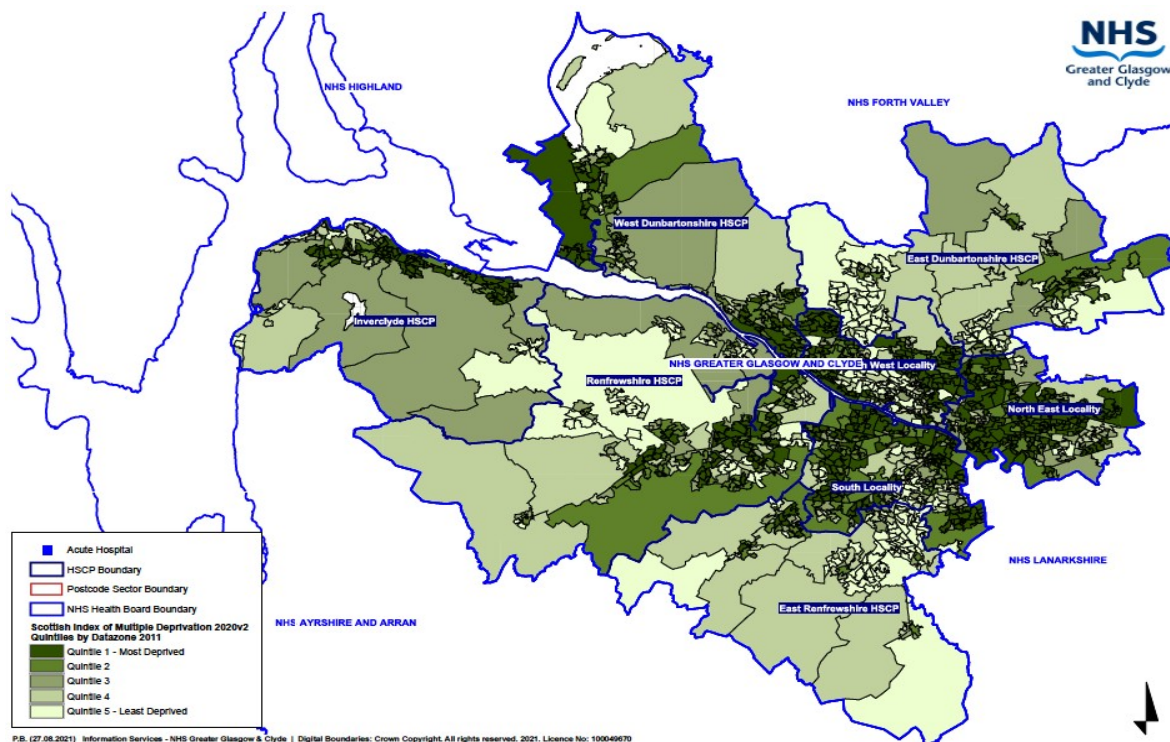 NHS
Greater Glasgow
and Clyde
NHS HIGHLAND
NHS FORTH VALLEY
West Dunbartonshire HSCP
East Dunbartonshire HSCP
Inverclyde HSCP
NHS GREATER GLASGOW AND CLYDE
West Locality
Renfrewshire HSCP
North East Locality
South Locality
NHS LANARKSHIRE
East Renfrewshire HSCP
NHS AYRSHIRE AND ARRAN
Acute Hospital
HSCP Boundary
Postcode Sector Boundary
NHS Health Board Boundary
Scottish Index of Multiple Deprivation 2020v2
Quintiles by Datazone 2011
Quintile 1 - Most Deprived
Quintile 2
Quintile 3
Quintile 4
Quintile 5 - Least Deprived
P.B. (27.08.2021) Information Services - NHS Greater Glasgow & Clyde | Digital Boundaries: Crown Copyright. All rights reserved. 2021. Licence No: 100049670